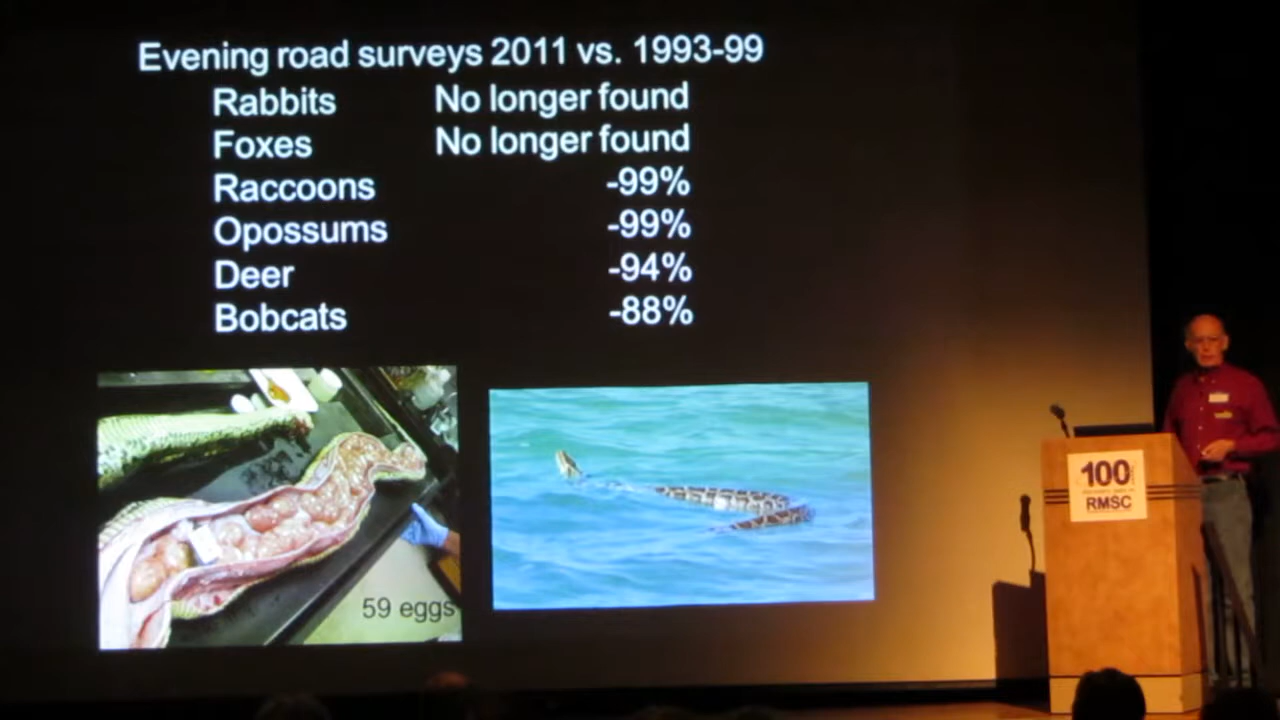 Evening road surveys 2011 vs. 1993-99
Rabbits No longer found
Foxes No longer found
Raccoons -99%
Opossums -99%
Deer -94%
Bobcats -88%
59 eggs
100
RMSC